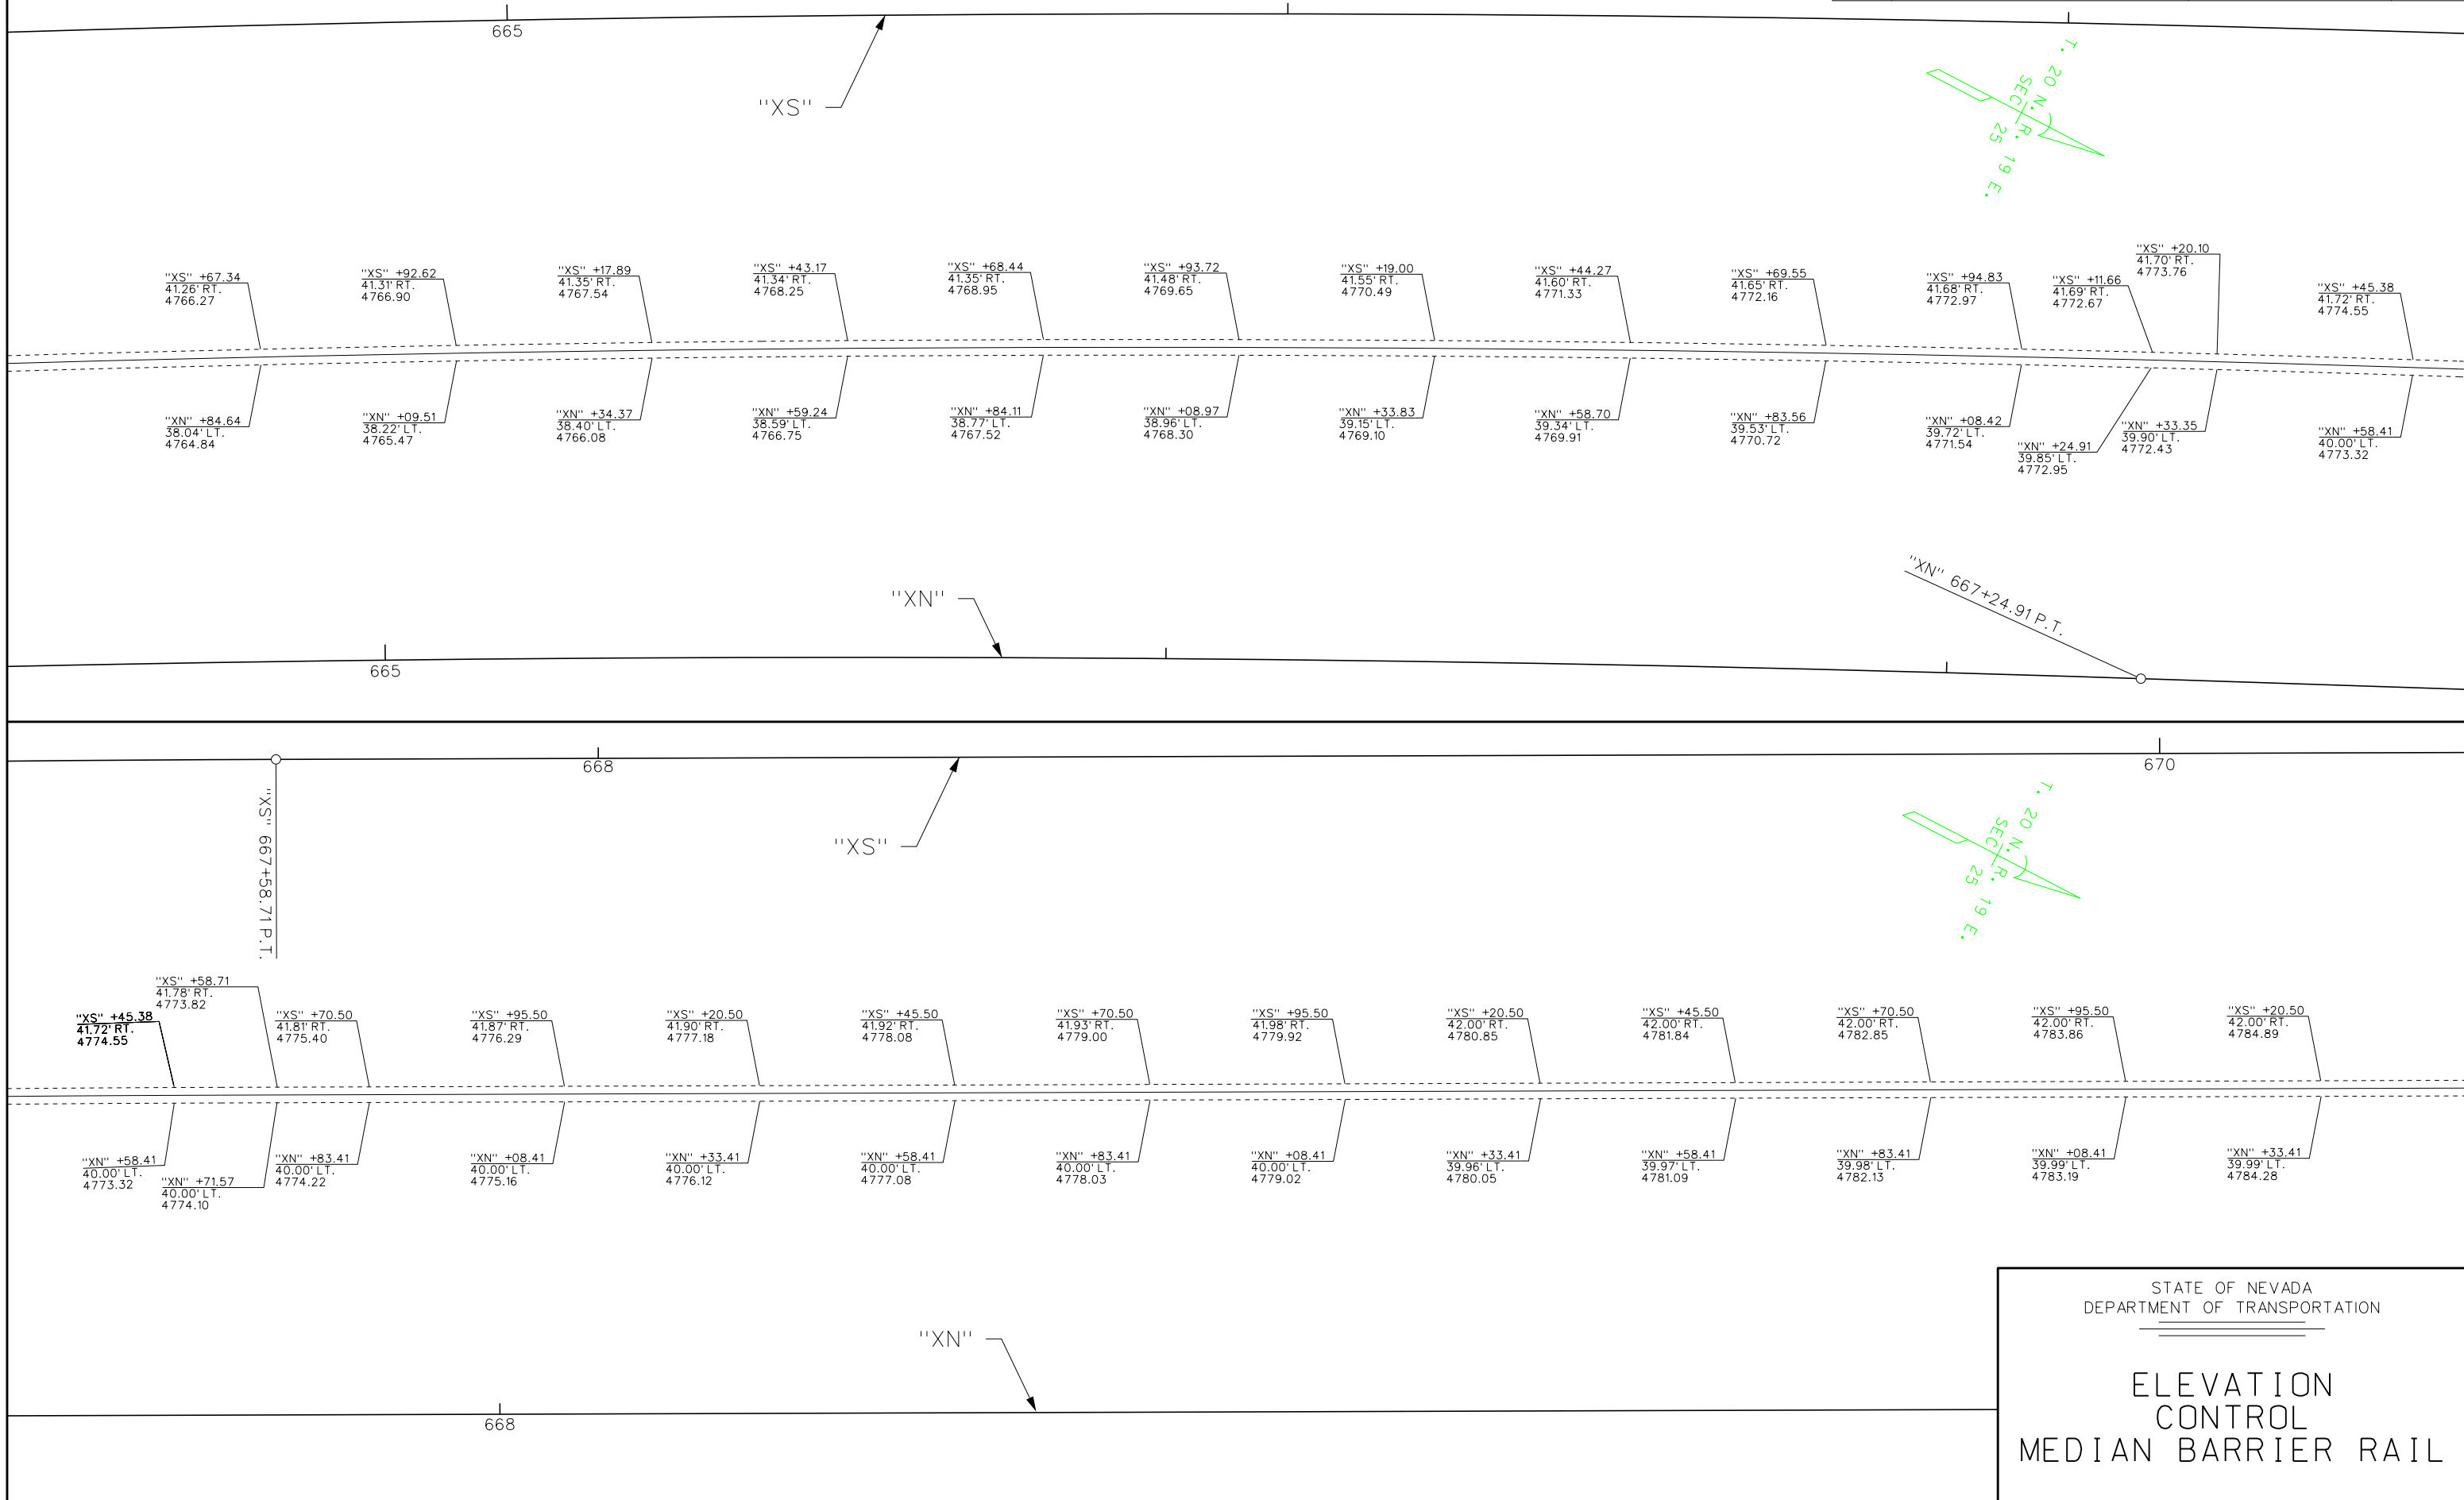 665
"XS"
T. 20 N. R. 19 E.
SEC 25
"XS" +67.34
41.26' RT.
4766.27
"XS" +92.62
41.31' RT.
4766.90
"XS" +17.89
41.35' RT.
4767.54
"XS" +43.17
41.34' RT.
4768.25
"XS" +68.44
41.35' RT.
4768.95
"XS" +93.72
41.48' RT.
4769.65
"XS" +19.00
41.55' RT.
4770.49
"XS" +44.27
41.60' RT.
4771.33
"XS" +69.55
41.65' RT.
4772.16
"XS" +94.83
41.68' RT.
4772.97
"XS" +11.66
41.69' RT.
4772.67
"XS" +20.10
41.70' RT.
4773.76
"XS" +45.38
41.72' RT.
4774.55
"XN" +84.64
38.04' LT.
4764.84
"XN" +09.51
38.22' LT.
4765.47
"XN" +34.37
38.40' LT.
4766.08
"XN" +59.24
38.59' LT.
4766.75
"XN" +84.11
38.77' LT.
4767.52
"XN" +08.97
38.96' LT.
4768.30
"XN" +33.83
39.15' LT.
4769.10
"XN" +58.70
39.34' LT.
4769.91
"XN" +83.56
39.53' LT.
4770.72
"XN" +08.42
39.72' LT.
4771.54
"XN" +24.91
39.85' LT.
4772.95
"XN" +33.35
39.90' LT.
4772.43
"XN" +58.41
40.00' LT.
4773.32
"XN"
"XN" 667+24.91 P.T.
665
668
670
"XS" 667+58.71 P.T.
"XS"
T. 20 N. R. 19 E.
SEC 25
"XS" +45.38
41.72' RT.
4774.55
"XS" +58.71
41.78' RT.
4773.82
"XS" +70.50
41.81' RT.
4775.40
"XS" +95.50
41.87' RT.
4776.29
"XS" +20.50
41.90' RT.
4777.18
"XS" +45.50
41.92' RT.
4778.08
"XS" +70.50
41.93' RT.
4779.00
"XS" +95.50
41.98' RT.
4779.92
"XS" +20.50
42.00' RT.
4780.85
"XS" +45.50
42.00' RT.
4781.84
"XS" +70.50
42.00' RT.
4782.85
"XS" +95.50
42.00' RT.
4783.86
"XS" +20.50
42.00' RT.
4784.89
"XN" +58.41
40.00' LT.
4773.32
"XN" +71.57
40.00' LT.
4774.10
"XN" +83.41
40.00' LT.
4774.22
"XN" +08.41
40.00' LT.
4775.16
"XN" +33.41
40.00' LT.
4776.12
"XN" +58.41
40.00' LT.
4777.08
"XN" +83.41
40.00' LT.
4778.03
"XN" +08.41
40.00' LT.
4779.02
"XN" +33.41
39.96' LT.
4780.05
"XN" +58.41
39.97' LT.
4781.09
"XN" +83.41
39.98' LT.
4782.13
"XN" +08.41
39.99' LT.
4783.19
"XN" +33.41
39.99' LT.
4784.28
"XN"
668
STATE OF NEVADA
DEPARTMENT OF TRANSPORTATION
ELEVATION
CONTROL
MEDIAN BARRIER RAIL